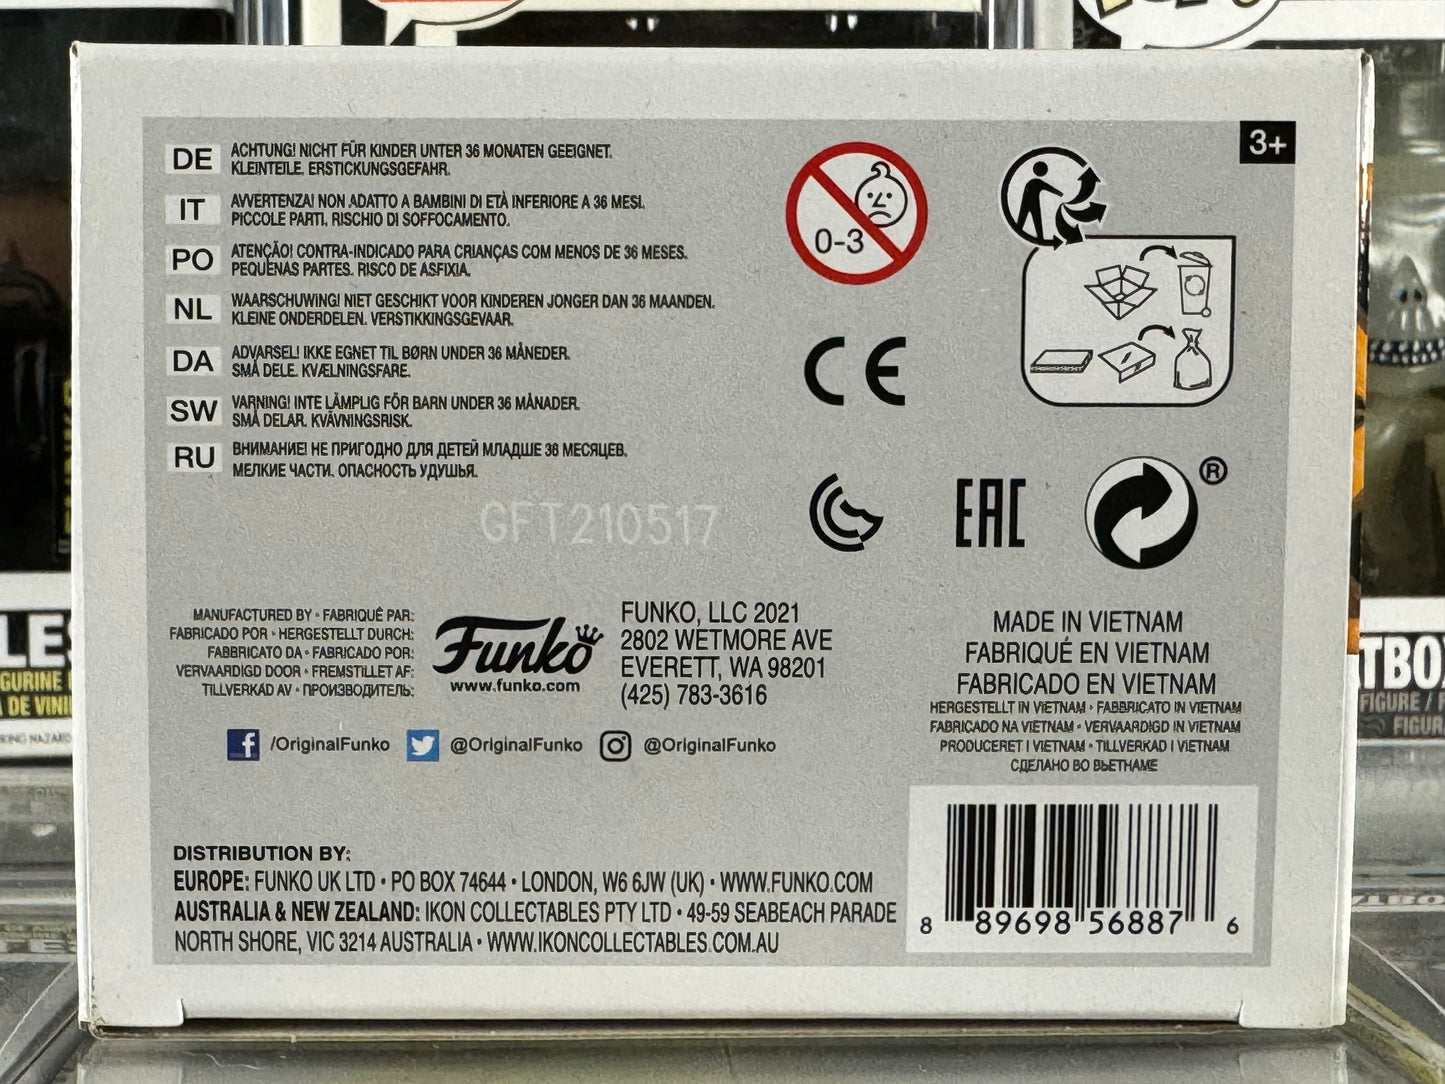 3+
DE ACHTUNG! NICHT FÜR KINDER UNTER 36 MONATEN GEEIGNET.
KLEINTEILE. ERSTICKUNGSGEFAHR.
IT AVVERTENZA! NON ADATTO A BAMBINI DI ETÀ INFERIORE A 36 MESI.
PICCOLE PARTI. RISCHIO DI SOFFOCAMENTO.
PO ATENÇÃO! CONTRA-INDICADO PARA CRIANÇAS COM MENOS DE 36 MESES.
PEQUENAS PARTES. RISCO DE ASFIXIA.
NL WAARSCHUWING! NIET GESCHIKT VOOR KINDEREN JONGER DAN 36 MAANDEN.
KLEINE ONDERDELEN. VERSTIKKINGSGEVAAR.
DA ADVARSEL! IKKE EGNET TIL BØRN UNDER 36 MÅNEDER.
SMÅ DELE. KVÆLNINGSFARE.
SW VARNING! INTE LÄMPLIG FÖR BARN UNDER 36 MÅNADER.
SMÅ DELAR. KVÄVNINGSRISK.
RU ВНИМАНИЕ! НЕ ПРИГОДНО ДЛЯ ДЕТЕЙ МЛАДШЕ 36 МЕСЯЦЕВ.
МЕЛКИЕ ЧАСТИ. ОПАСНОСТЬ УДУШЬЯ.
0-3
CE
EAC
®
GFT210517
MANUFACTURED BY • FABRIQUÉ PAR:
FABRICADO POR • HERGESTELLT DURCH:
FABBRICATO DA • FABRICADO POR:
VERVAARDIGD DOOR • FREMSTILLET AF:
TILLVERKAD AV • ПРОИЗВОДИТЕЛЬ:
Funko
www.funko.com
FUNKO, LLC 2021
2802 WETMORE AVE
EVERETT, WA 98201
(425) 783-3616
/OriginalFunko @OriginalFunko @OriginalFunko
MADE IN VIETNAM
FABRIQUÉ EN VIETNAM
FABRICADO EN VIETNAM
HERGESTELLT IN VIETNAM • FABBRICATO IN VIETNAM
FABRICADO NA VIETNAM • VERVAARDIGD IN VIETNAM
PRODUCERET I VIETNAM • TILLVERKAD I VIETNAM
СДЕЛАНО ВО ВЬЕТНАМЕ
DISTRIBUTION BY:
EUROPE: FUNKO UK LTD • PO BOX 74644 • LONDON, W6 6JW (UK) • WWW.FUNKO.COM
AUSTRALIA & NEW ZEALAND: IKON COLLECTABLES PTY LTD • 49-59 SEABEACH PARADE
NORTH SHORE, VIC 3214 AUSTRALIA • WWW.IKONCOLLECTABLES.COM.AU
8 89698 56887 6